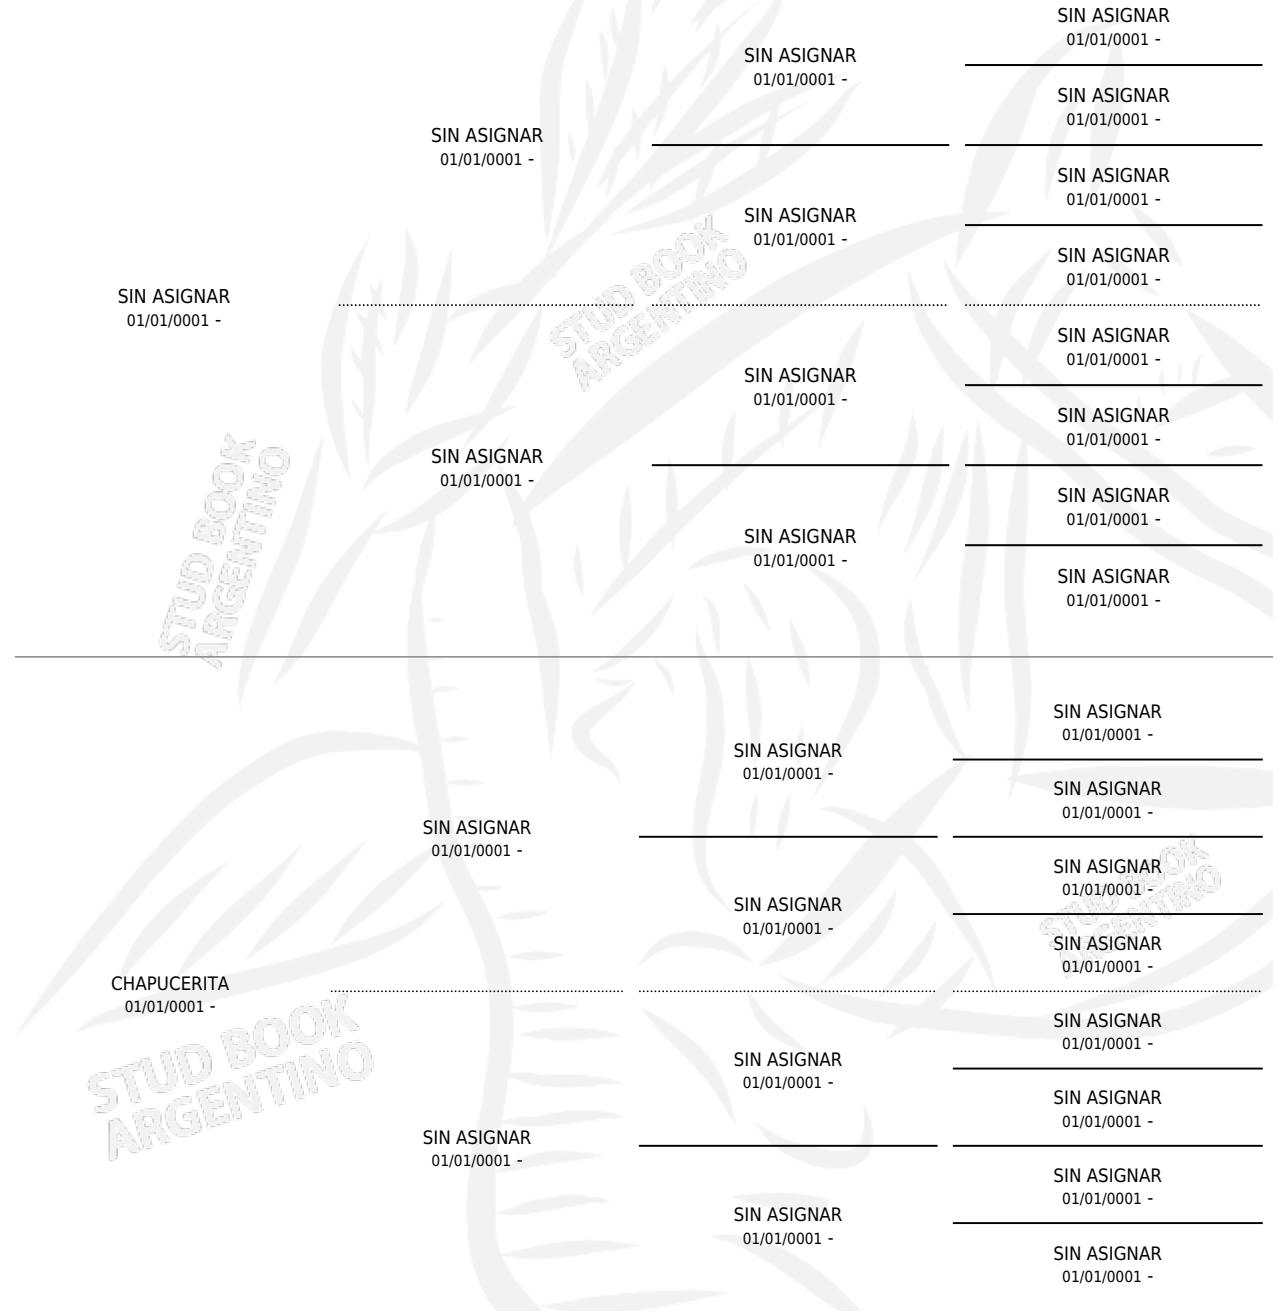 SIN ASIGNAR
01/01/0001 -
SIN ASIGNAR
01/01/0001 -
SIN ASIGNAR
01/01/0001 -
SIN ASIGNAR
01/01/0001 -
SIN ASIGNAR
01/01/0001 -
SIN ASIGNAR
01/01/0001 -
SIN ASIGNAR
01/01/0001 -
STUD BOOK
ARGENTINO
SIN ASIGNAR
01/01/0001 -
SIN ASIGNAR
01/01/0001 -
SIN ASIGNAR
01/01/0001 -
SIN ASIGNAR
01/01/0001 -
SIN ASIGNAR
01/01/0001 -
SIN ASIGNAR
01/01/0001 -
STUD BOOK
ARGENTINO
SIN ASIGNAR
01/01/0001 -
SIN ASIGNAR
01/01/0001 -
SIN ASIGNAR
01/01/0001 -
SIN ASIGNAR
01/01/0001 -
SIN ASIGNAR
01/01/0001 -
SIN ASIGNAR
01/01/0001 -
SIN ASIGNAR
01/01/0001 -
SIN ASIGNAR
01/01/0001 -
SIN ASIGNAR
01/01/0001 -
STUD BOOK
ARGENTINO
SIN ASIGNAR
01/01/0001 -
SIN ASIGNAR
01/01/0001 -
CHAPUCERITA
01/01/0001 -
STUD BOOK
ARGENTINO
SIN ASIGNAR
01/01/0001 -
SIN ASIGNAR
01/01/0001 -
SIN ASIGNAR
01/01/0001 -
SIN ASIGNAR
01/01/0001 -
SIN ASIGNAR
01/01/0001 -
SIN ASIGNAR
01/01/0001 -
SIN ASIGNAR
01/01/0001 -